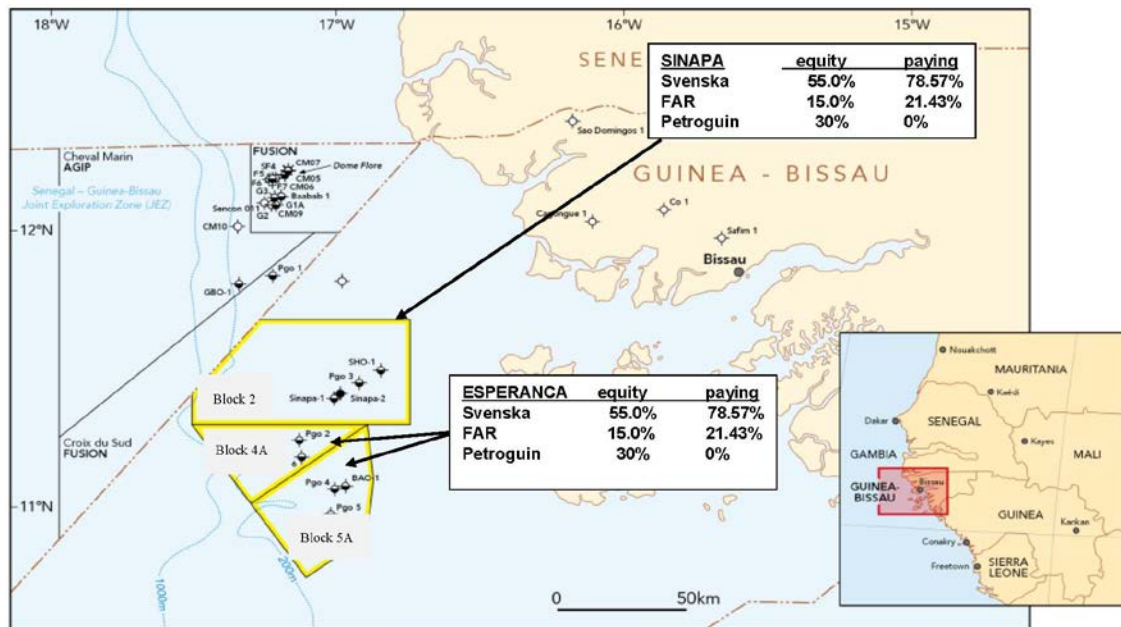 18°W 17°W 16°W 15°W
SENE
SINAPA equity paying
Svenska 55.0% 78.57%
FAR 15.0% 21.43%
Petroguin 30% 0%
Sao Domingos 1
Cheval Marin
AGIP
FUSION
SF4
CM07
Dome Flore
F5
CM05
F6
F7 CM06
G3
Baobab 1
G1A
G2
CM09
CM10
Senegal – Guinea-Bissau
Joint Exploration Zone (JEZ)
GUINEA - BISSAU
Co 1
Safim 1
Bissau
12°N
Pgo 1
GBO-1
SHO-1
Pgo 3
Sinapa-1
Sinapa-2
Block 2
ESPERANCA equity paying
Svenska 55.0% 78.57%
FAR 15.0% 21.43%
Petroguin 30% 0%
Croix du Sud
FUSION
Pgo 2
Block 4A
BAO-1
Pgo 4
Pgo 5
11°N
Block 5A
200m
1000m
0 50km
Nouakchott
MAURITANIA
Kaédi
Dakar
SENEGAL
Kayes
GAMBIA
MALI
GUINEA-
BISSAU
Bissau
GUINEA
Kankan
Conakry
Freetown
SIERRA
LEONE